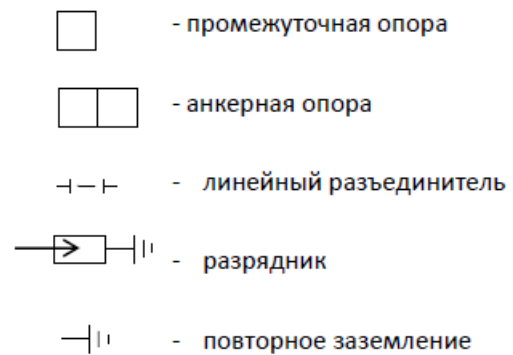 - промежуточная опора
- анкерная опора
- линейный разъединитель
- разрядник
- повторное заземление